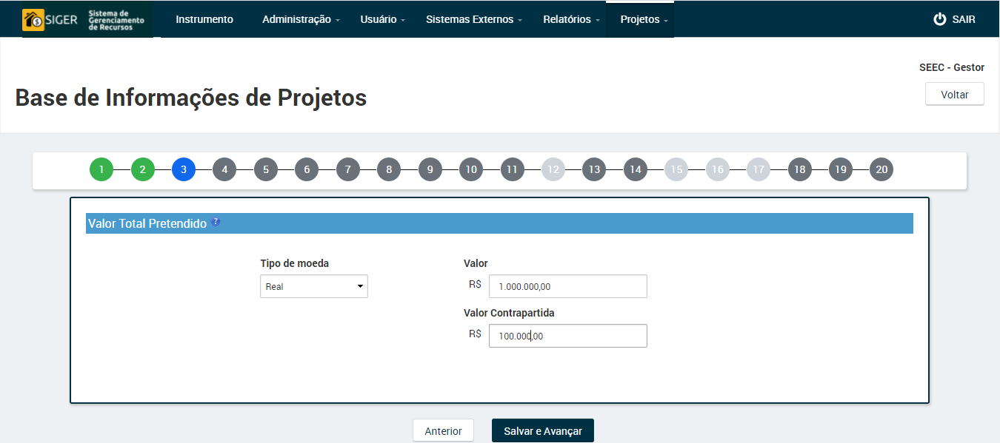 SIGER
Sistema de
Gerenciamento
de Recursos
Instrumento
Administração
Usuário
Sistemas Externos
Relatórios
Projetos
SAIR
SEEC - Gestor
Base de Informações de Projetos
Voltar
1 2 3 4 5 6 7 8 9 10 11 12 13 14 15 16 17 18 19 20
Valor Total Pretendido ?
Tipo de moeda
Real
Valor
R$ 1.000.000,00
Valor Contrapartida
R$ 100.000,00
Anterior
Salvar e Avançar